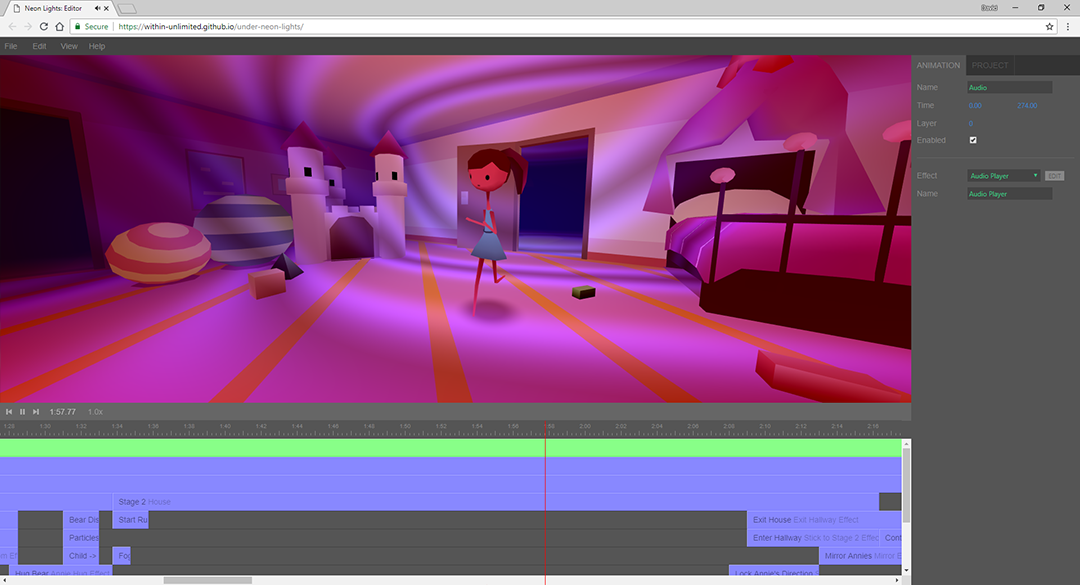 Neon Lights: Editor
David
Secure https://within-unlimited.github.io/under-neon-lights/
File Edit View Help
ANIMATION PROJECT
Name Audio
Time 0.00 274.00
Layer 0
Enabled
Effect Audio Player EDIT
Name Audio Player
1:57.77 1.0x
1:28 1:30 1:32 1:34 1:36 1:38 1:40 1:42 1:44 1:46 1:48 1:50 1:52 1:54 1:56 1:58 2:00 2:02 2:04 2:06 2:08 2:10 2:12 2:14 2:16
Stage 2 House
Bear Dis Start Ru Exit House Exit Hallway Effect
Particles Enter Hallway Stick to Stage 2 Effec Cont
Child -> Fog Mirror Annies Mirror E
Hug Bear Annie Hug Effect Lock Annie's Direction S